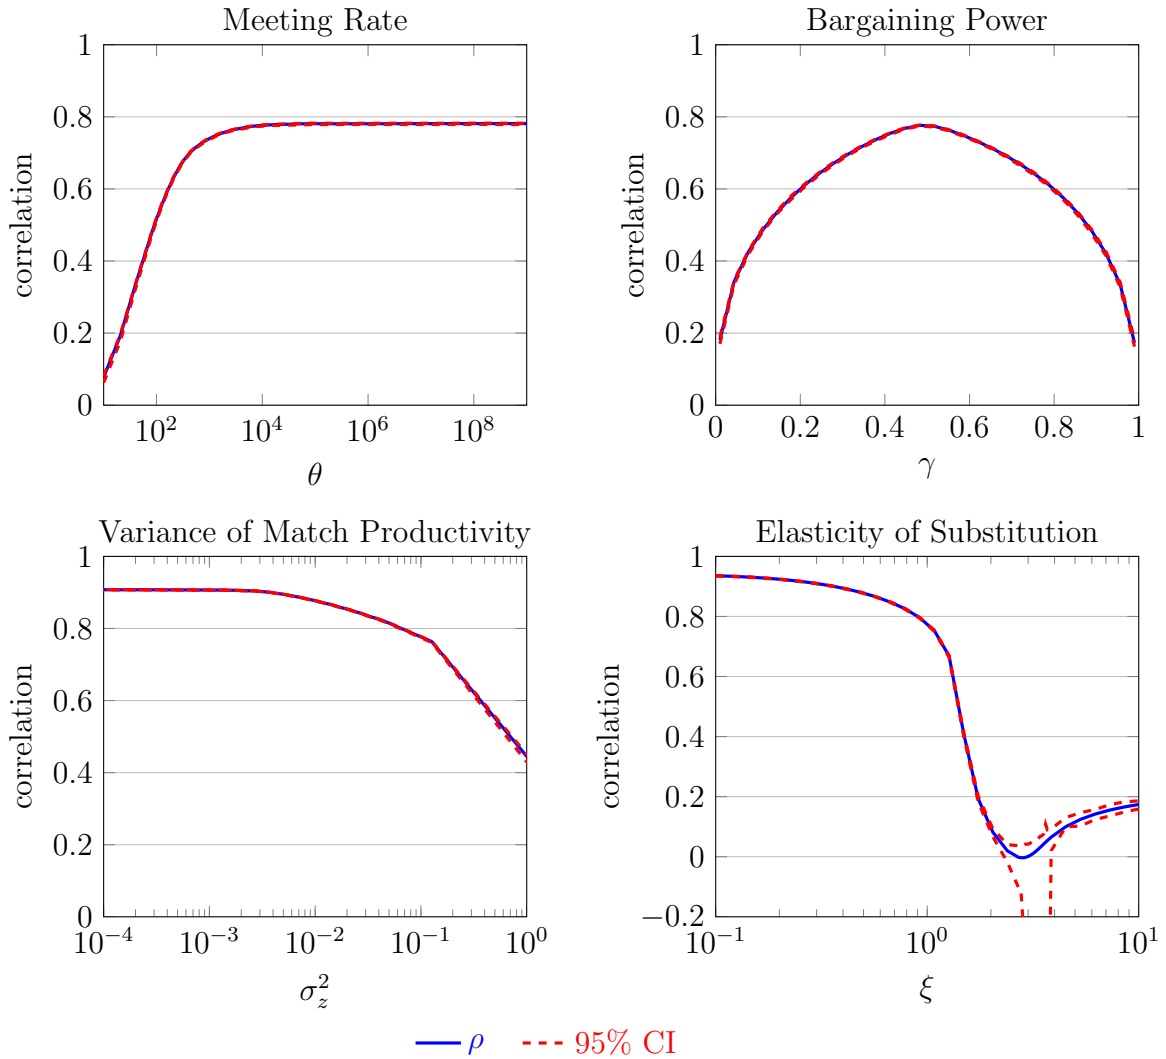 Meeting Rate
1
0.8
0.6
0.4
0.2
0
correlation
10^2 10^4 10^6 10^8
θ
Bargaining Power
1
0.8
0.6
0.4
0.2
0
correlation
0 0.2 0.4 0.6 0.8 1
γ
Variance of Match Productivity
1
0.8
0.6
0.4
0.2
0
correlation
10^−4 10^−3 10^−2 10^−1 10^0
σ_z^2
Elasticity of Substitution
1
0.8
0.6
0.4
0.2
0
−0.2
correlation
10^−1 10^0 10^1
ξ
ρ 95% CI